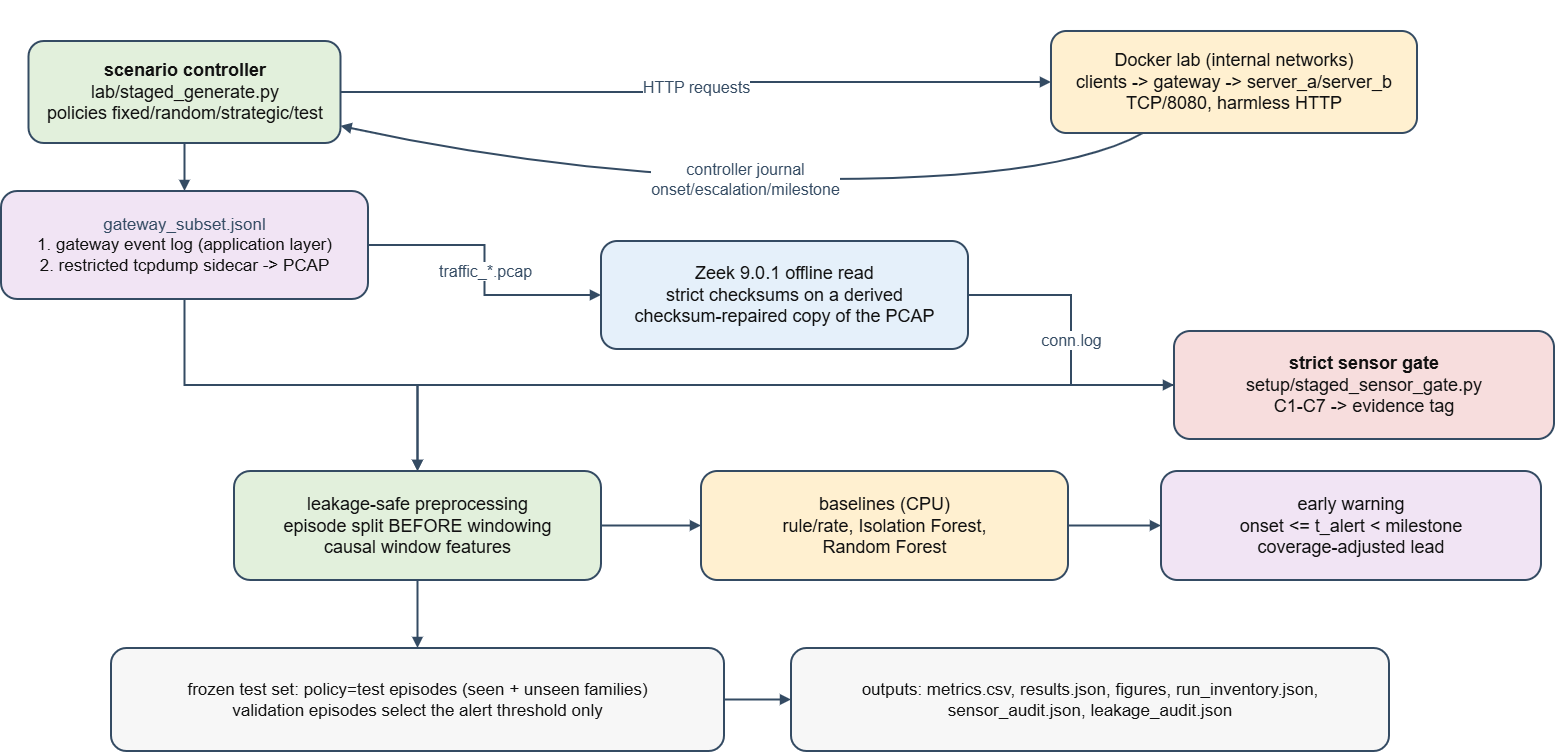 scenario controller
lab/staged_generate.py
policies fixed/random/strategic/test
HTTP requests
Docker lab (internal networks)
clients -> gateway -> server_a/server_b
TCP/8080, harmless HTTP
controller journal
onset/escalation/milestone
gateway_subset.jsonl
1. gateway event log (application layer)
2. restricted tcpdump sidecar -> PCAP
traffic_*.pcap
Zeek 9.0.1 offline read
strict checksums on a derived
checksum-repaired copy of the PCAP
conn.log
strict sensor gate
setup/staged_sensor_gate.py
C1-C7 -> evidence tag
leakage-safe preprocessing
episode split BEFORE windowing
causal window features
baselines (CPU)
rule/rate, Isolation Forest,
Random Forest
early warning
onset <= t_alert < milestone
coverage-adjusted lead
frozen test set: policy=test episodes (seen + unseen families)
validation episodes select the alert threshold only
outputs: metrics.csv, results.json, figures, run_inventory.json,
sensor_audit.json, leakage_audit.json